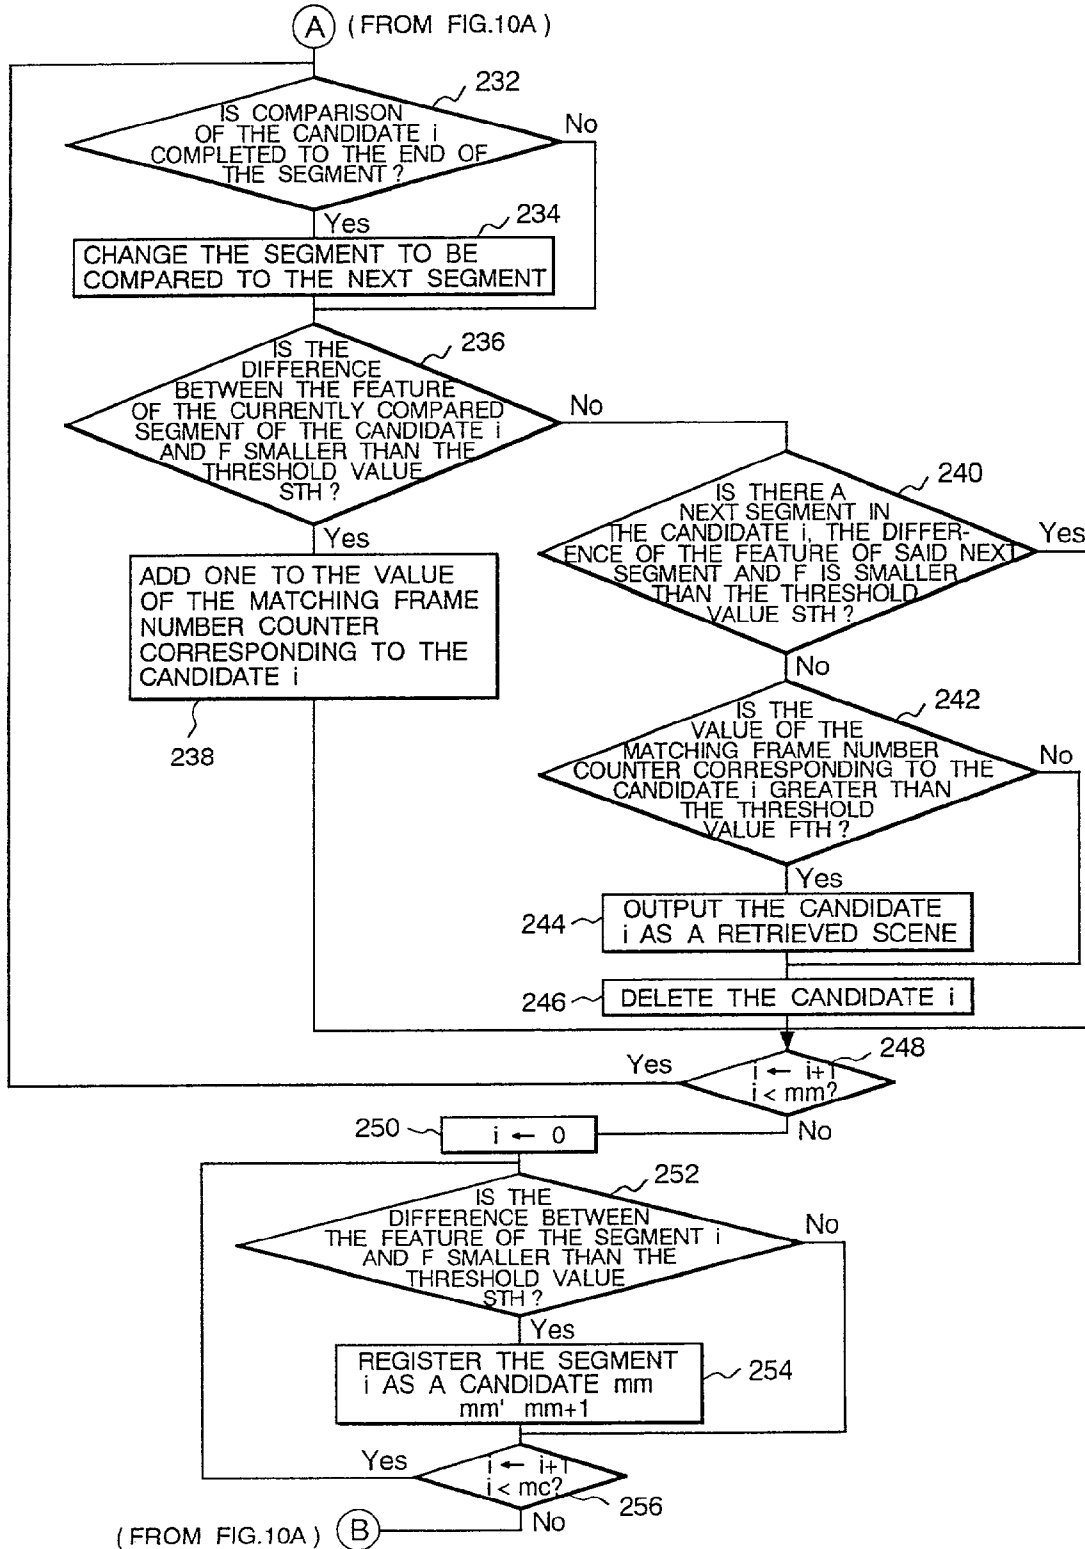 A (FROM FIG.10A)
232
IS COMPARISON
OF THE CANDIDATE i
COMPLETED TO THE END OF
THE SEGMENT?
No
Yes
234
CHANGE THE SEGMENT TO BE
COMPARED TO THE NEXT SEGMENT
236
IS THE
DIFFERENCE
BETWEEN THE FEATURE
OF THE CURRENTLY COMPARED
SEGMENT OF THE CANDIDATE i
AND F SMALLER THAN THE
THRESHOLD VALUE
STH?
No
Yes
ADD ONE TO THE VALUE
OF THE MATCHING FRAME
NUMBER COUNTER
CORRESPONDING TO THE
CANDIDATE i
238
240
IS THERE A
NEXT SEGMENT IN
THE CANDIDATE i, THE DIFFER-
ENCE OF THE FEATURE OF SAID NEXT
SEGMENT AND F IS SMALLER
THAN THE THRESHOLD
VALUE STH?
Yes
No
242
IS THE
VALUE OF THE
MATCHING FRAME NUMBER
COUNTER CORRESPONDING TO THE
CANDIDATE i GREATER THAN
THE THRESHOLD
VALUE FTH?
No
Yes
244
OUTPUT THE CANDIDATE
i AS A RETRIEVED SCENE
246
DELETE THE CANDIDATE i
248
i ← i+1
i < mm?
Yes
No
250
i ← 0
252
IS THE
DIFFERENCE BETWEEN
THE FEATURE OF THE SEGMENT i
AND F SMALLER THAN THE
THRESHOLD VALUE
STH?
No
Yes
REGISTER THE SEGMENT
i AS A CANDIDATE mm
mm' mm+1
254
i ← i+1
i < mc?
Yes
256
No
(FROM FIG.10A) B